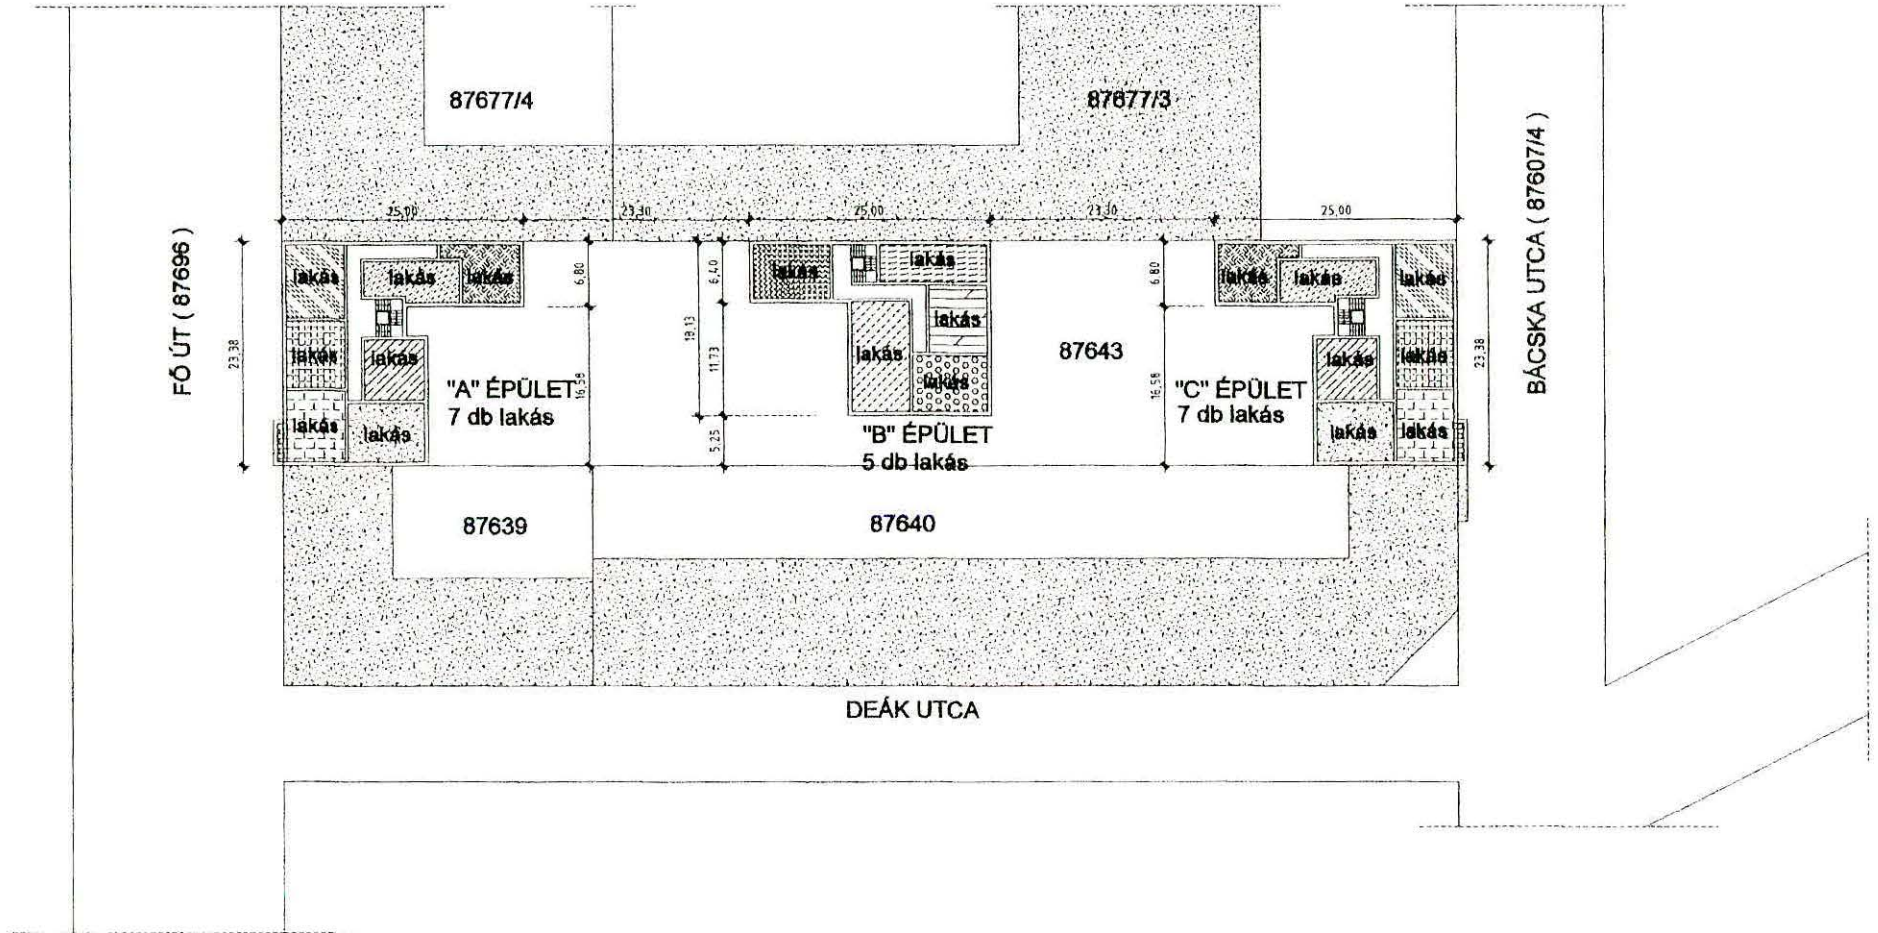 87677/4
87677/3
FŐ ÚT ( 87696 )
BÁCSKA UTCA ( 87607/4 )
25,00
23,30
25,00
23,30
25,00
23,38
6,80
18,13
6,40
6,80
23,38
lakás
lakás
lakás
lakás
lakás
lakás
lakás
lakás
lakás
lakás
lakás
lakás
11,73
87643
lakás
lakás
lakás
lakás
"A" ÉPÜLET
7 db lakás
16,58
16,58
"C" ÉPÜLET
7 db lakás
lakás
5,25
"B" ÉPÜLET
5 db lakás
87639
87640
DEÁK UTCA